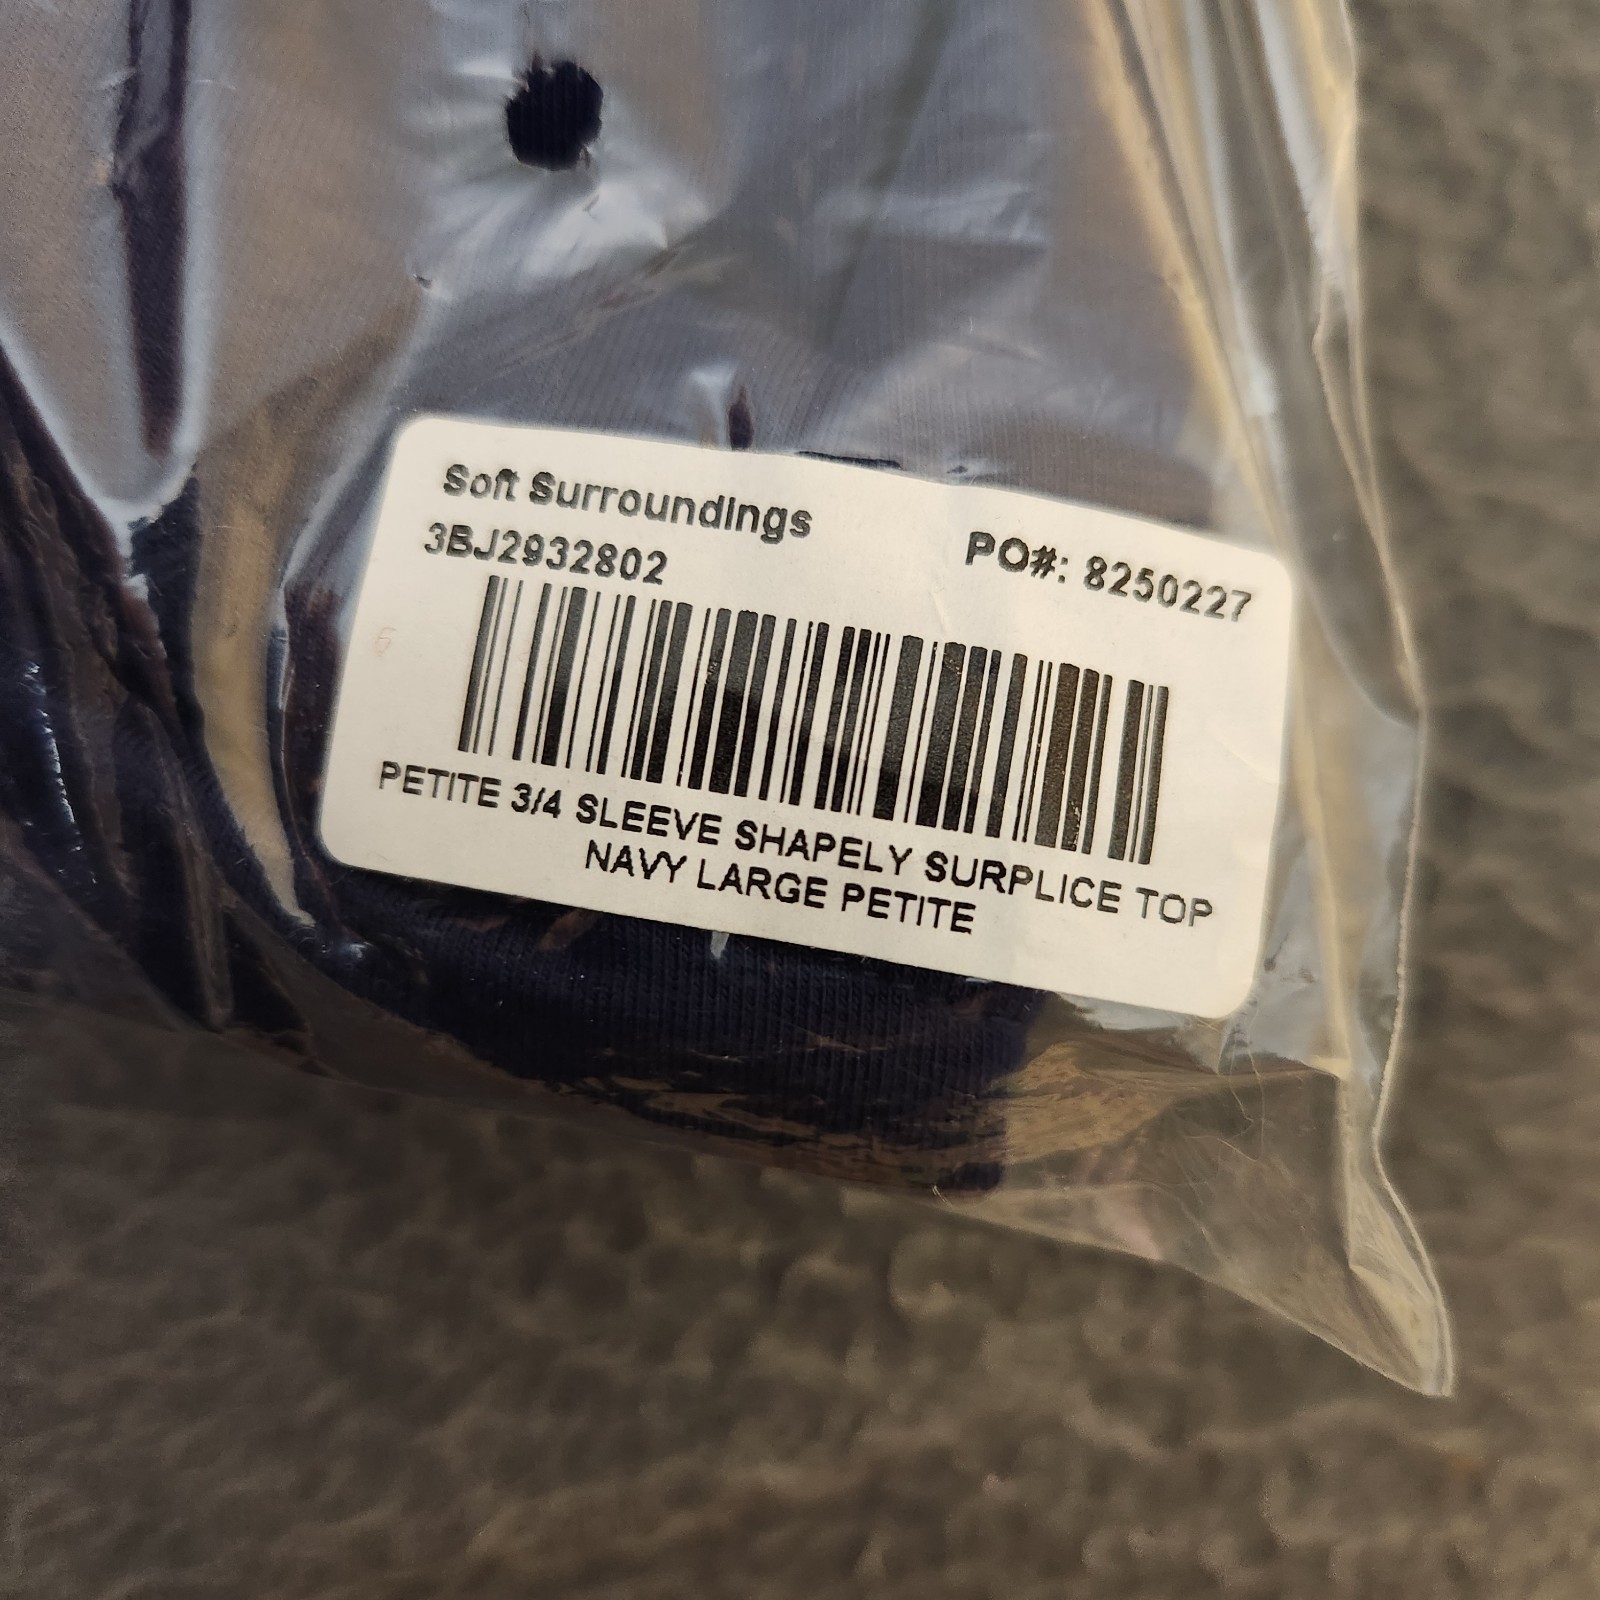 Soft Surroundings
3BJ2932802
PO#: 8250227
PETITE 3/4 SLEEVE SHAPELY SURPLICE TOP
NAVY LARGE PETITE